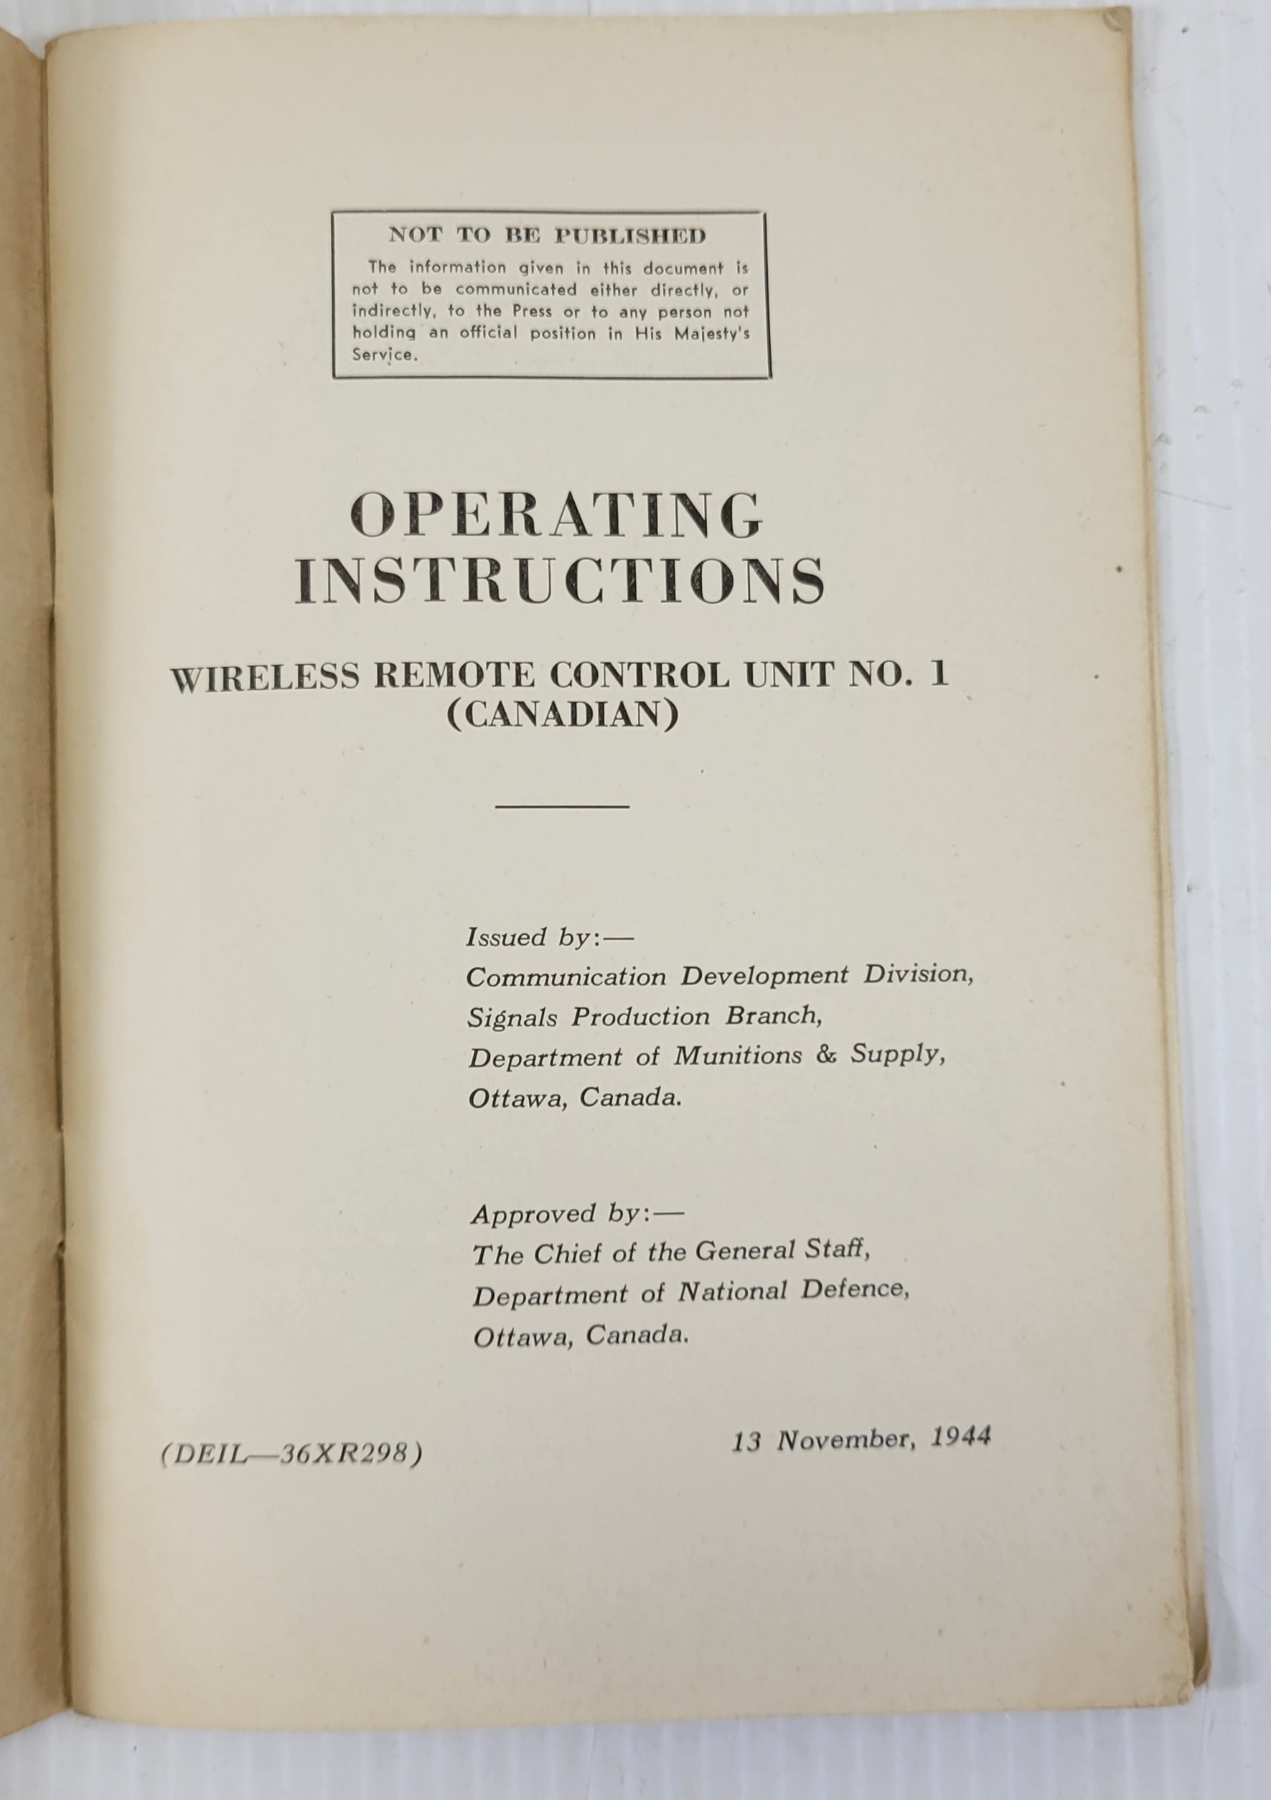 NOT TO BE PUBLISHED
The information given in this document is
not to be communicated either directly, or
indirectly, to the Press or to any person not
holding an official position in His Majesty's
Service.
OPERATING
INSTRUCTIONS
WIRELESS REMOTE CONTROL UNIT NO. 1
(CANADIAN)
Issued by:—
Communication Development Division,
Signals Production Branch,
Department of Munitions & Supply,
Ottawa, Canada.
Approved by:—
The Chief of the General Staff,
Department of National Defence,
Ottawa, Canada.
(DEIL—36XR298)
13 November, 1944